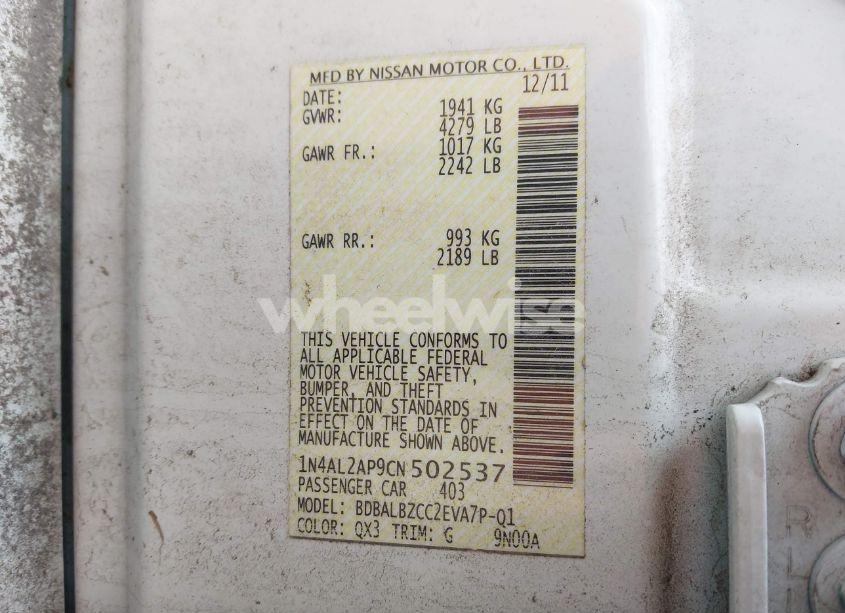 MFD BY NISSAN MOTOR CO., LTD.
DATE: 12/11
GVWR: 1941 KG
4279 LB
GAWR FR.: 1017 KG
2242 LB
GAWR RR.: 993 KG
2189 LB
wheelwise
THIS VEHICLE CONFORMS TO
ALL APPLICABLE FEDERAL
MOTOR VEHICLE SAFETY,
BUMPER, AND THEFT
PREVENTION STANDARDS IN
EFFECT ON THE DATE OF
MANUFACTURE SHOWN ABOVE.
1N4AL2AP9CN502537
PASSENGER CAR 403
MODEL: BDBALBZCC2EVA7P-Q1
COLOR: QX3 TRIM: G 9N00A